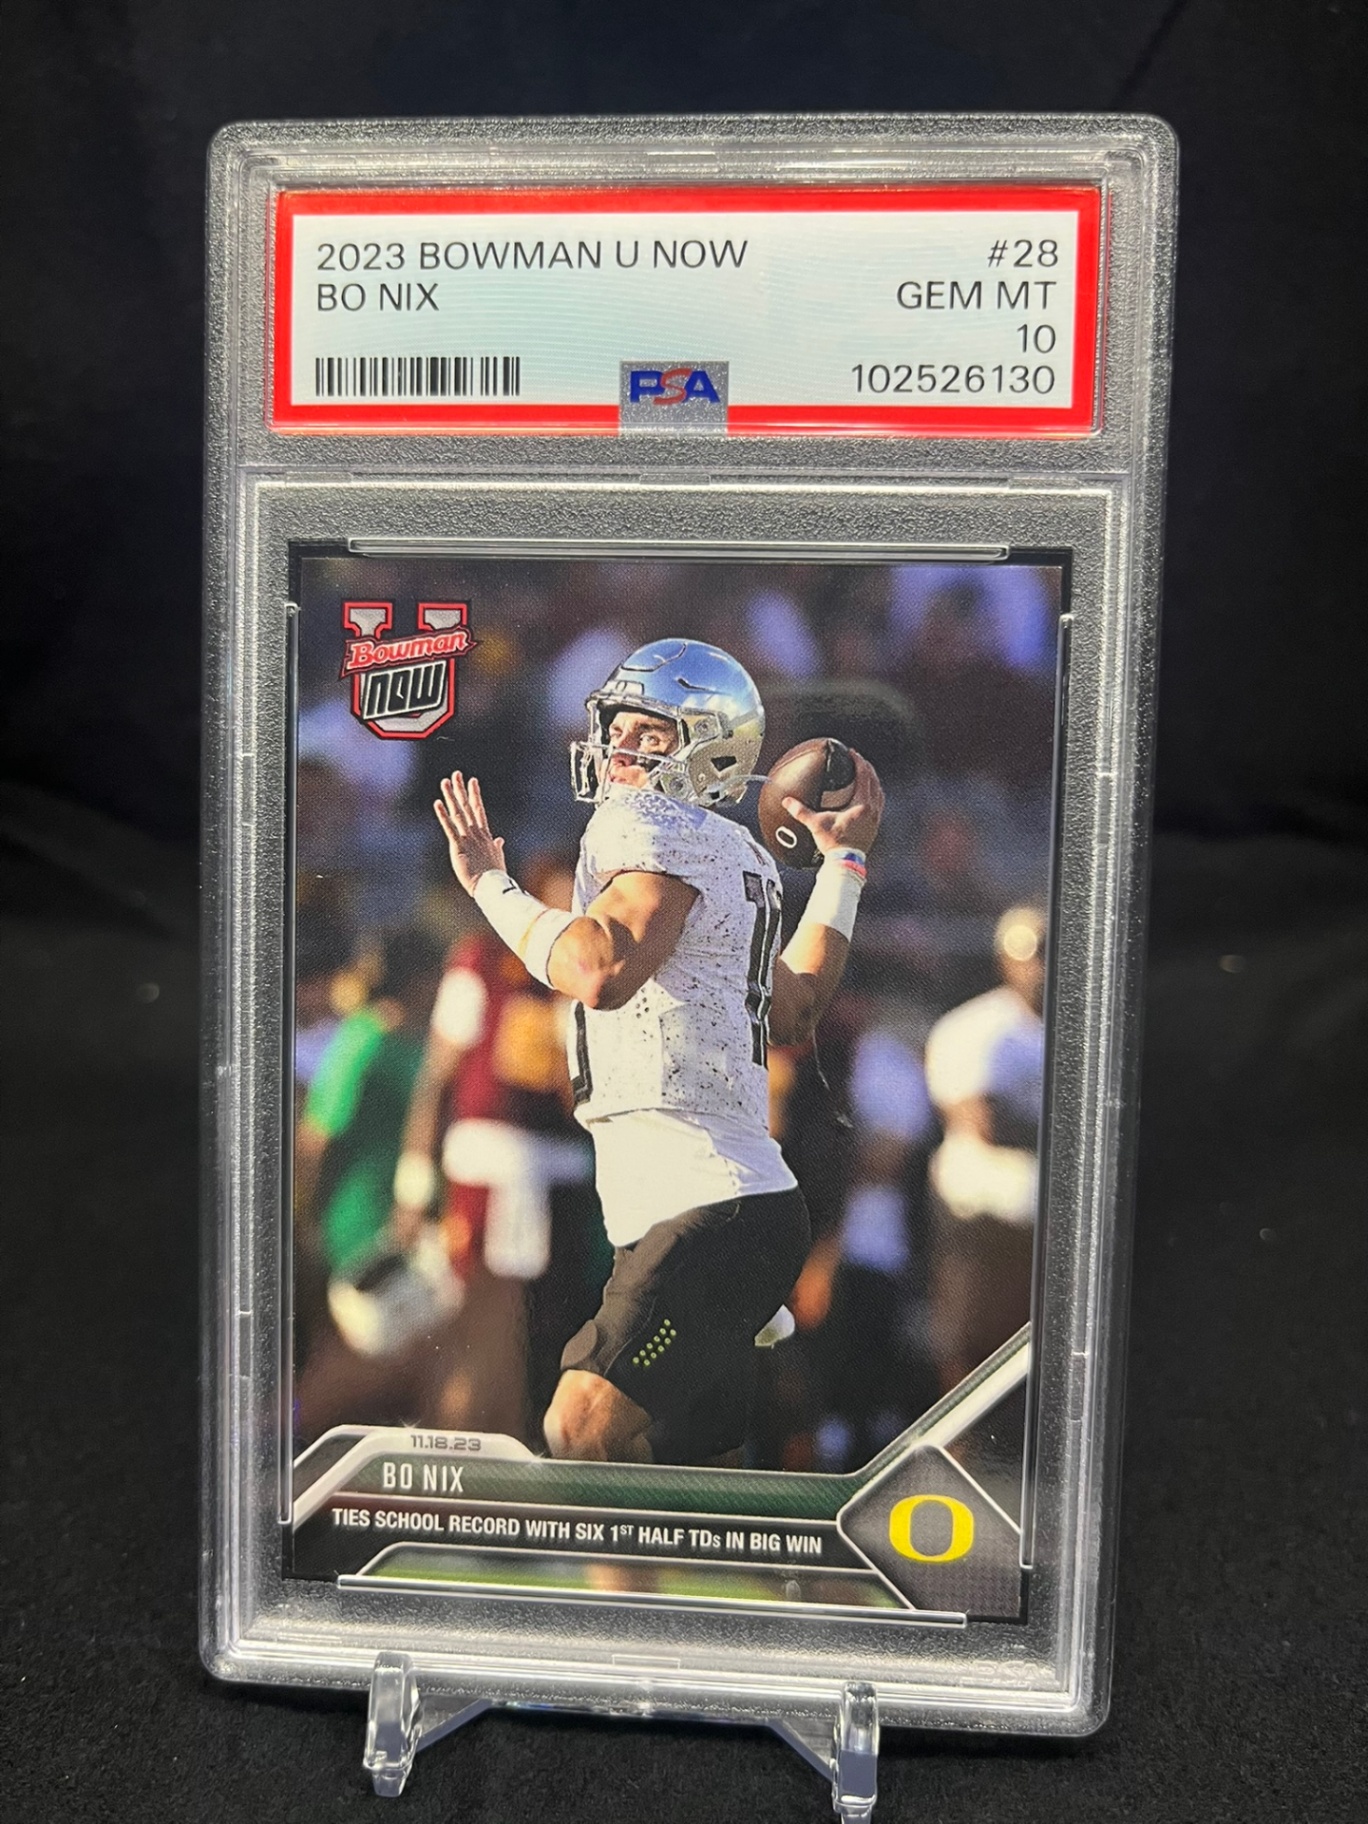 2023 BOWMAN U NOW #28
BO NIX GEM MT
10
PSA 102526130
U
Bowman
NOW
O
10
11.18.23
BO NIX
TIES SCHOOL RECORD WITH SIX 1ST HALF TDs IN BIG WIN
O